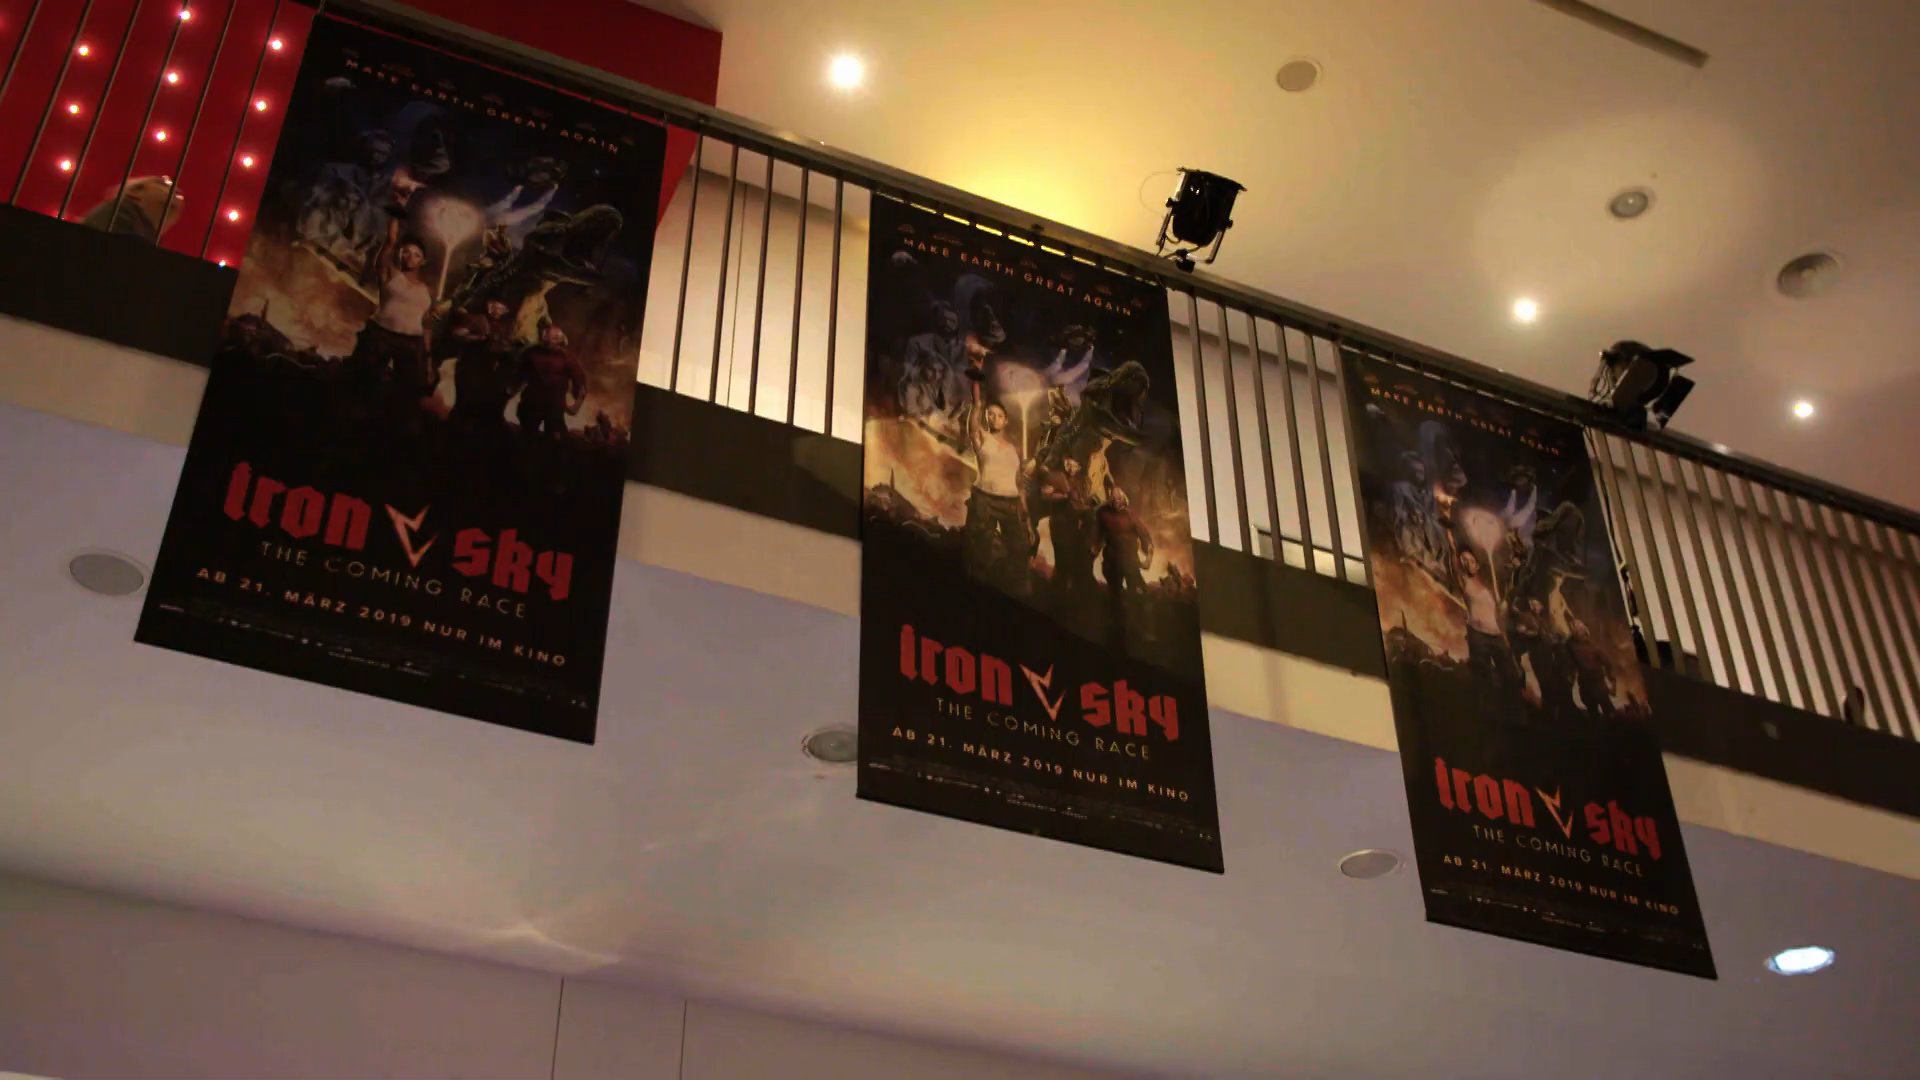 MAKE EARTH GREAT AGAIN
iron sky
THE COMING RACE
AB 21. MÄRZ 2019 NUR IM KINO
MAKE EARTH GREAT AGAIN
iron sky
THE COMING RACE
AB 21. MÄRZ 2019 NUR IM KINO
MAKE EARTH GREAT AGAIN
iron sky
THE COMING RACE
AB 21. MÄRZ 2019 NUR IM KINO